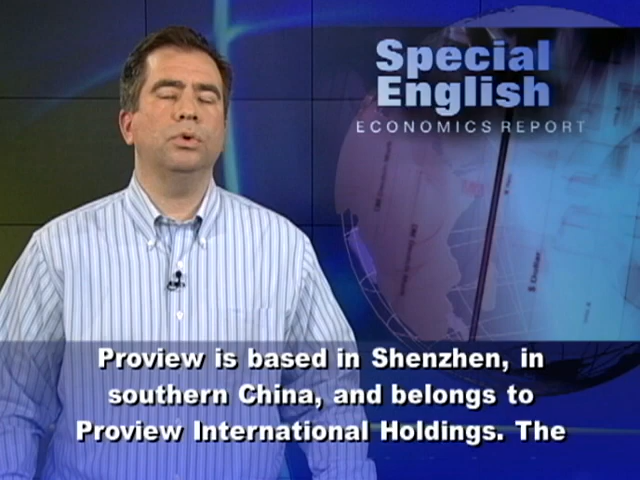 Special
English
ECONOMICS REPORT
$ Dollar
Proview is based in Shenzhen, in
southern China, and belongs to
Proview International Holdings. The